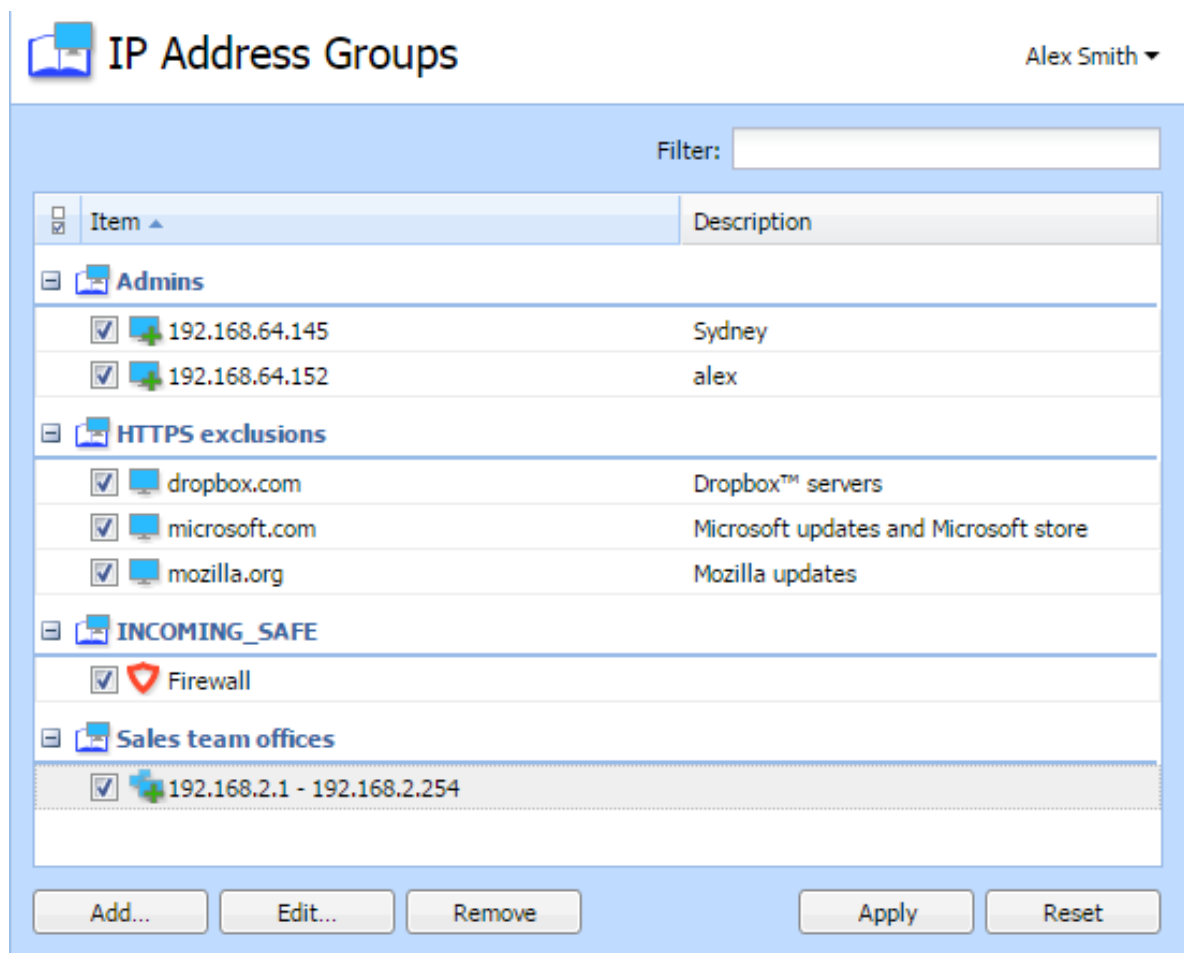 IP Address Groups
Alex Smith
Filter:
Item Description
Admins
192.168.64.145 Sydney
192.168.64.152 alex
HTTPS exclusions
dropbox.com Dropbox™ servers
microsoft.com Microsoft updates and Microsoft store
mozilla.org Mozilla updates
INCOMING_SAFE
Firewall
Sales team offices
192.168.2.1 - 192.168.2.254
Add... Edit... Remove Apply Reset